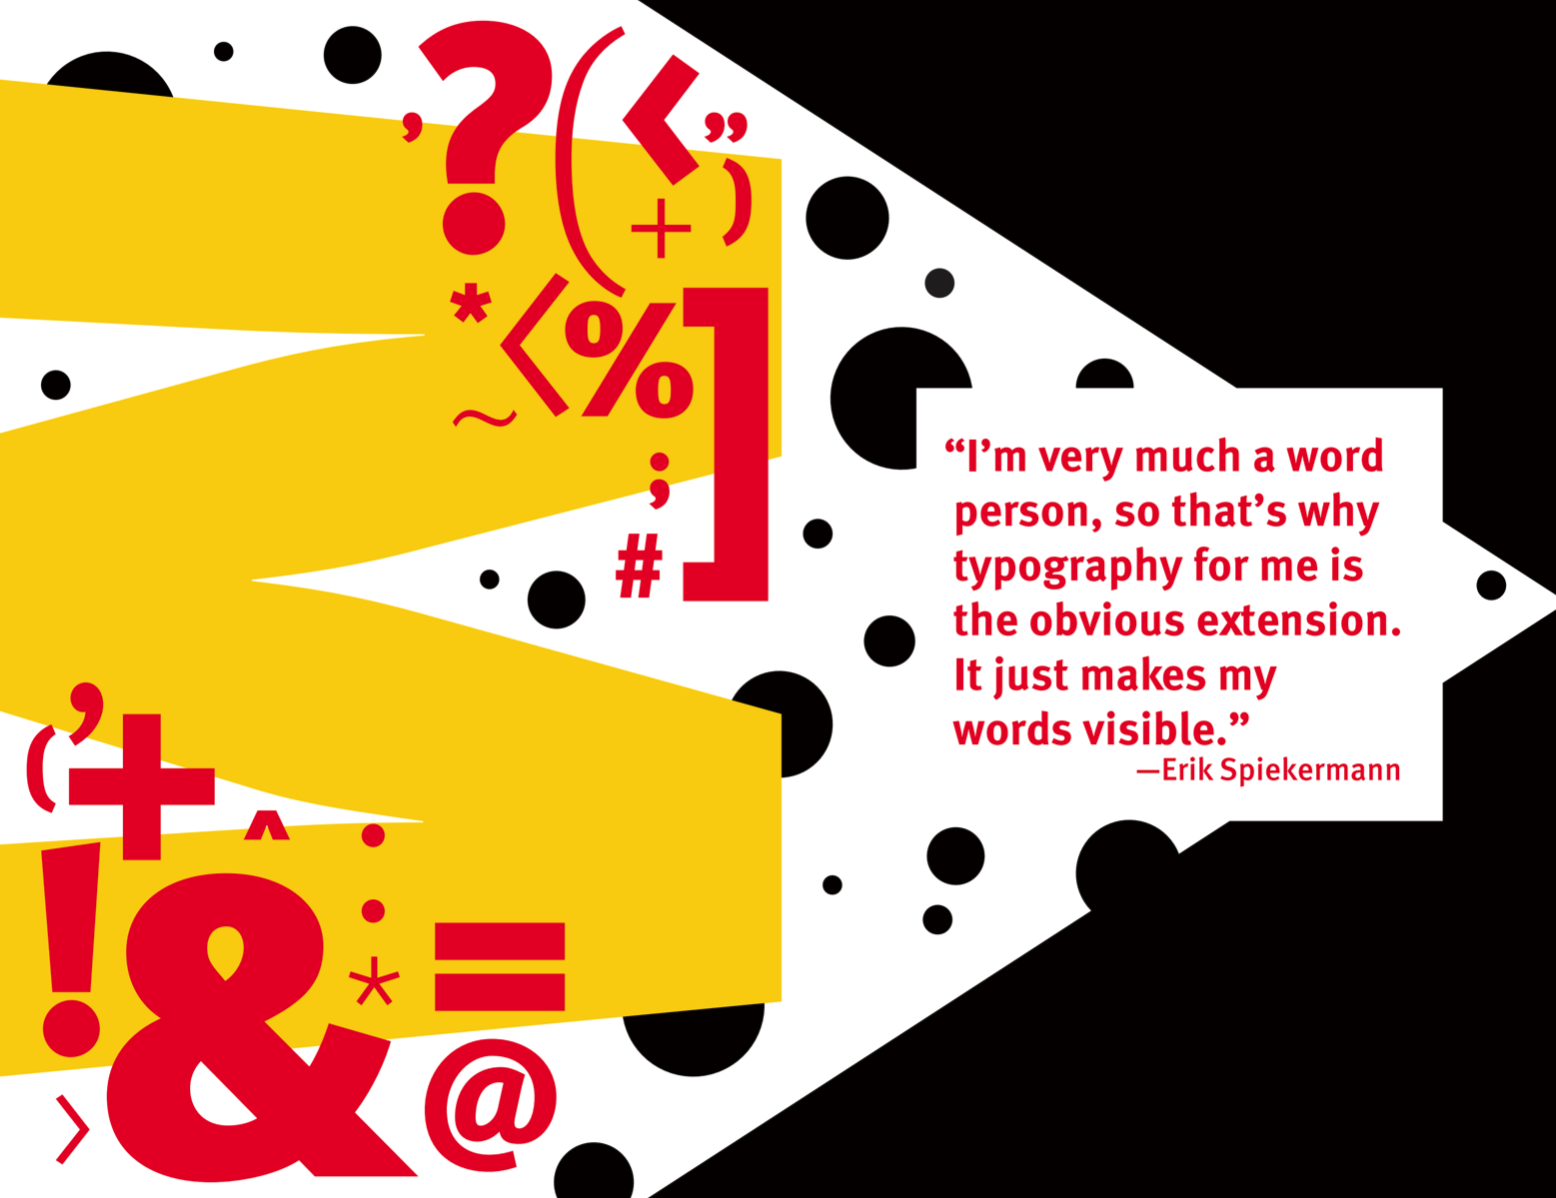 ’ ? ( ‹ ”
+ )
* ‹ % ]
~
;
#
“I’m very much a word
person, so that’s why
typography for me is
the obvious extension.
It just makes my
words visible.”
—Erik Spiekermann
( ’ +
^ :
! & * =
› @